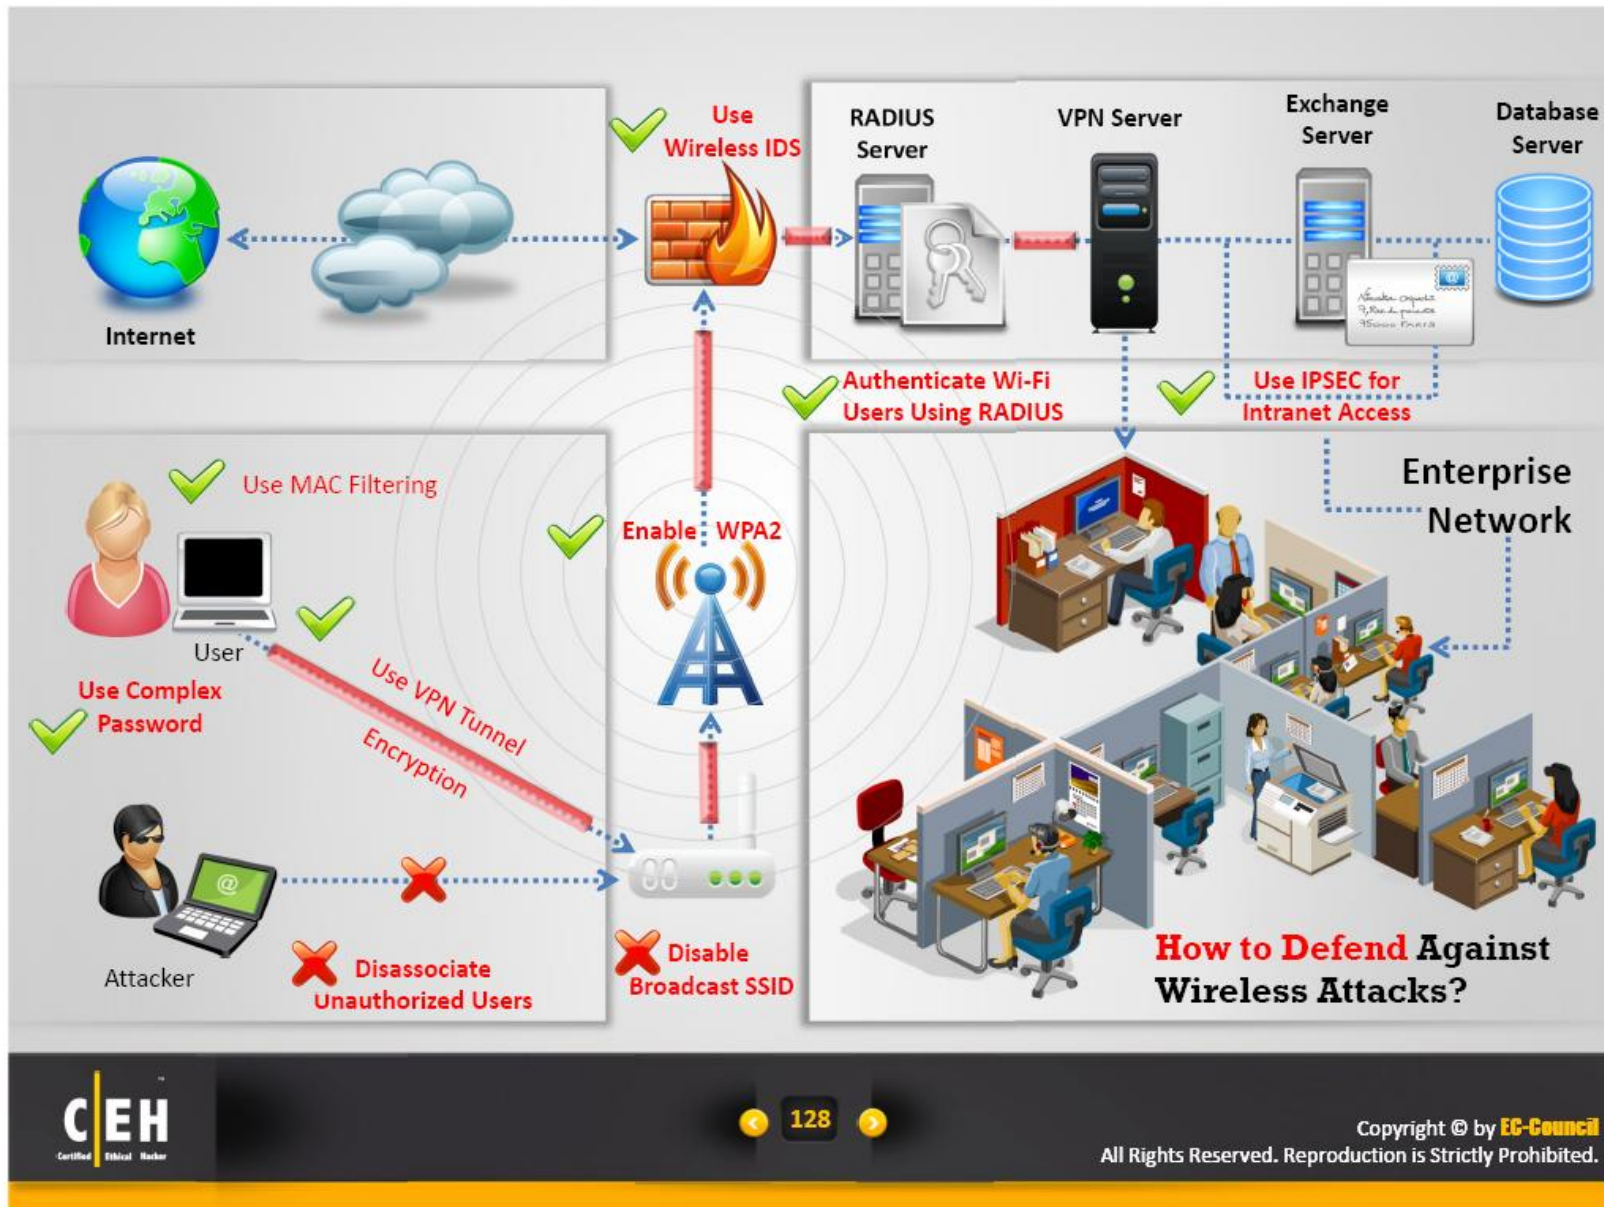 Use
Wireless IDS
RADIUS
Server
VPN Server
Exchange
Server
Database
Server
Internet
@
Authenticate Wi-Fi
Users Using RADIUS
Use IPSEC for
Intranet Access
Use MAC Filtering
Enable WPA2
Enterprise
Network
User
Use Complex
Password
Use VPN Tunnel
Encryption
@
Attacker
Disassociate
Unauthorized Users
Disable
Broadcast SSID
How to Defend Against
Wireless Attacks?
CEH
Certified Ethical Hacker
128
Copyright © by EC-Council
All Rights Reserved. Reproduction is Strictly Prohibited.